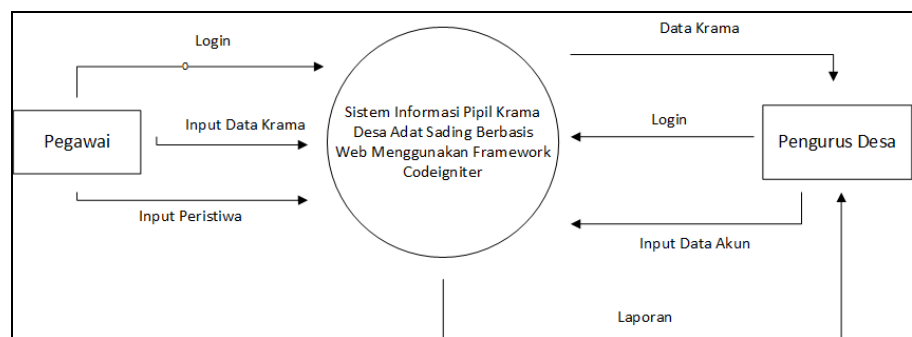 Login
Data Krama
Pegawai
Input Data Krama
Sistem Informasi Pipil Krama
Desa Adat Sading Berbasis
Web Menggunakan Framework
Codeigniter
Login
Pengurus Desa
Input Peristiwa
Input Data Akun
Laporan